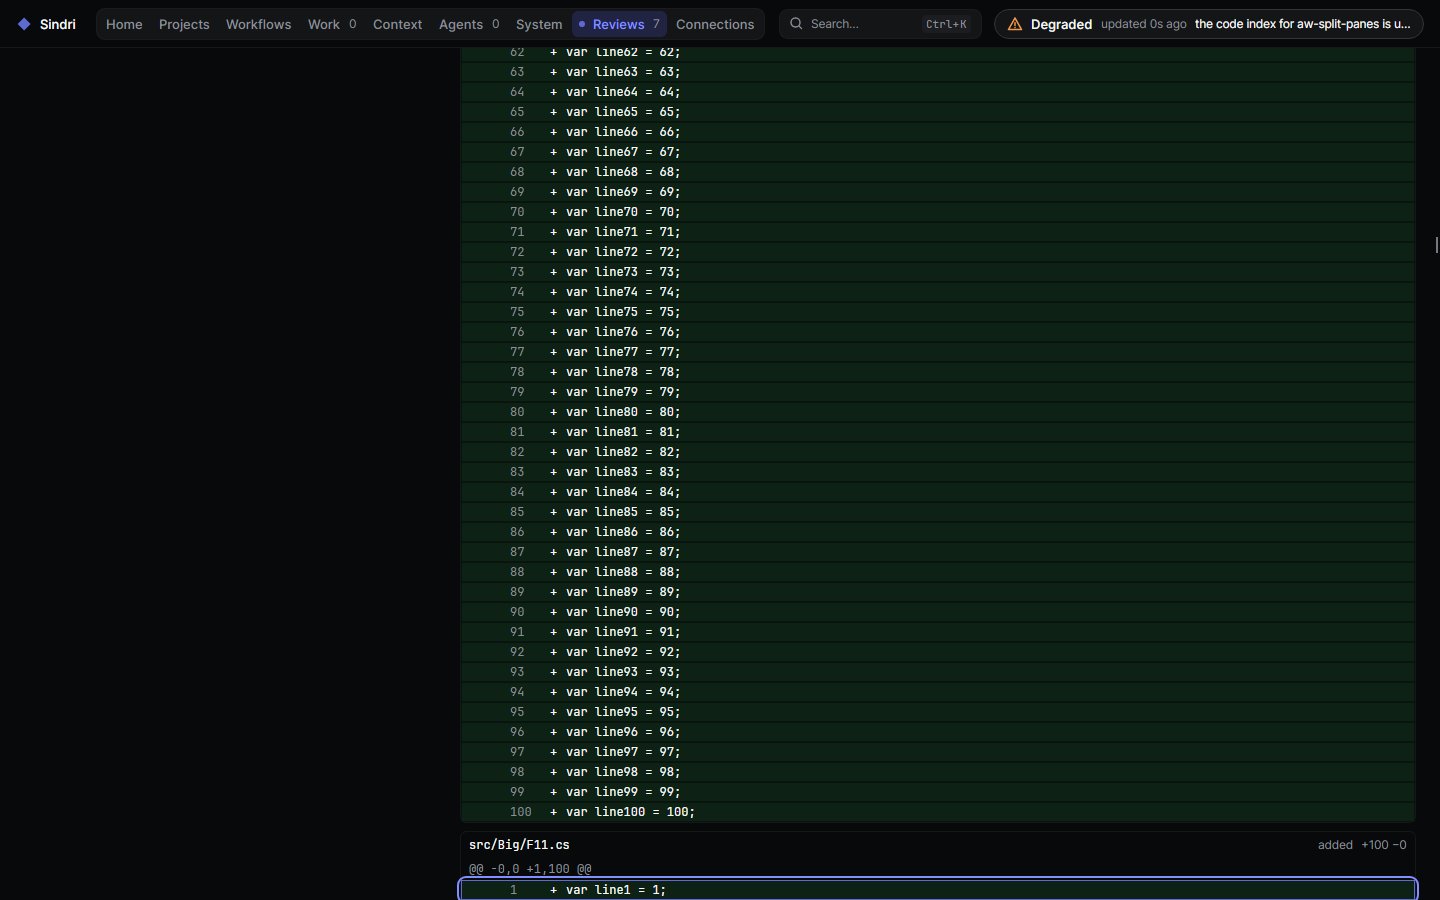 Sindri Home Projects Workflows Work 0 Context Agents 0 System Reviews 7 Connections Search... Ctrl+K Degraded updated 0s ago the code index for aw-split-panes is u...
62 + var line62 = 62;
63 + var line63 = 63;
64 + var line64 = 64;
65 + var line65 = 65;
66 + var line66 = 66;
67 + var line67 = 67;
68 + var line68 = 68;
69 + var line69 = 69;
70 + var line70 = 70;
71 + var line71 = 71;
72 + var line72 = 72;
73 + var line73 = 73;
74 + var line74 = 74;
75 + var line75 = 75;
76 + var line76 = 76;
77 + var line77 = 77;
78 + var line78 = 78;
79 + var line79 = 79;
80 + var line80 = 80;
81 + var line81 = 81;
82 + var line82 = 82;
83 + var line83 = 83;
84 + var line84 = 84;
85 + var line85 = 85;
86 + var line86 = 86;
87 + var line87 = 87;
88 + var line88 = 88;
89 + var line89 = 89;
90 + var line90 = 90;
91 + var line91 = 91;
92 + var line92 = 92;
93 + var line93 = 93;
94 + var line94 = 94;
95 + var line95 = 95;
96 + var line96 = 96;
97 + var line97 = 97;
98 + var line98 = 98;
99 + var line99 = 99;
100 + var line100 = 100;
src/Big/F11.cs added +100 −0
@@ -0,0 +1,100 @@
1 + var line1 = 1;